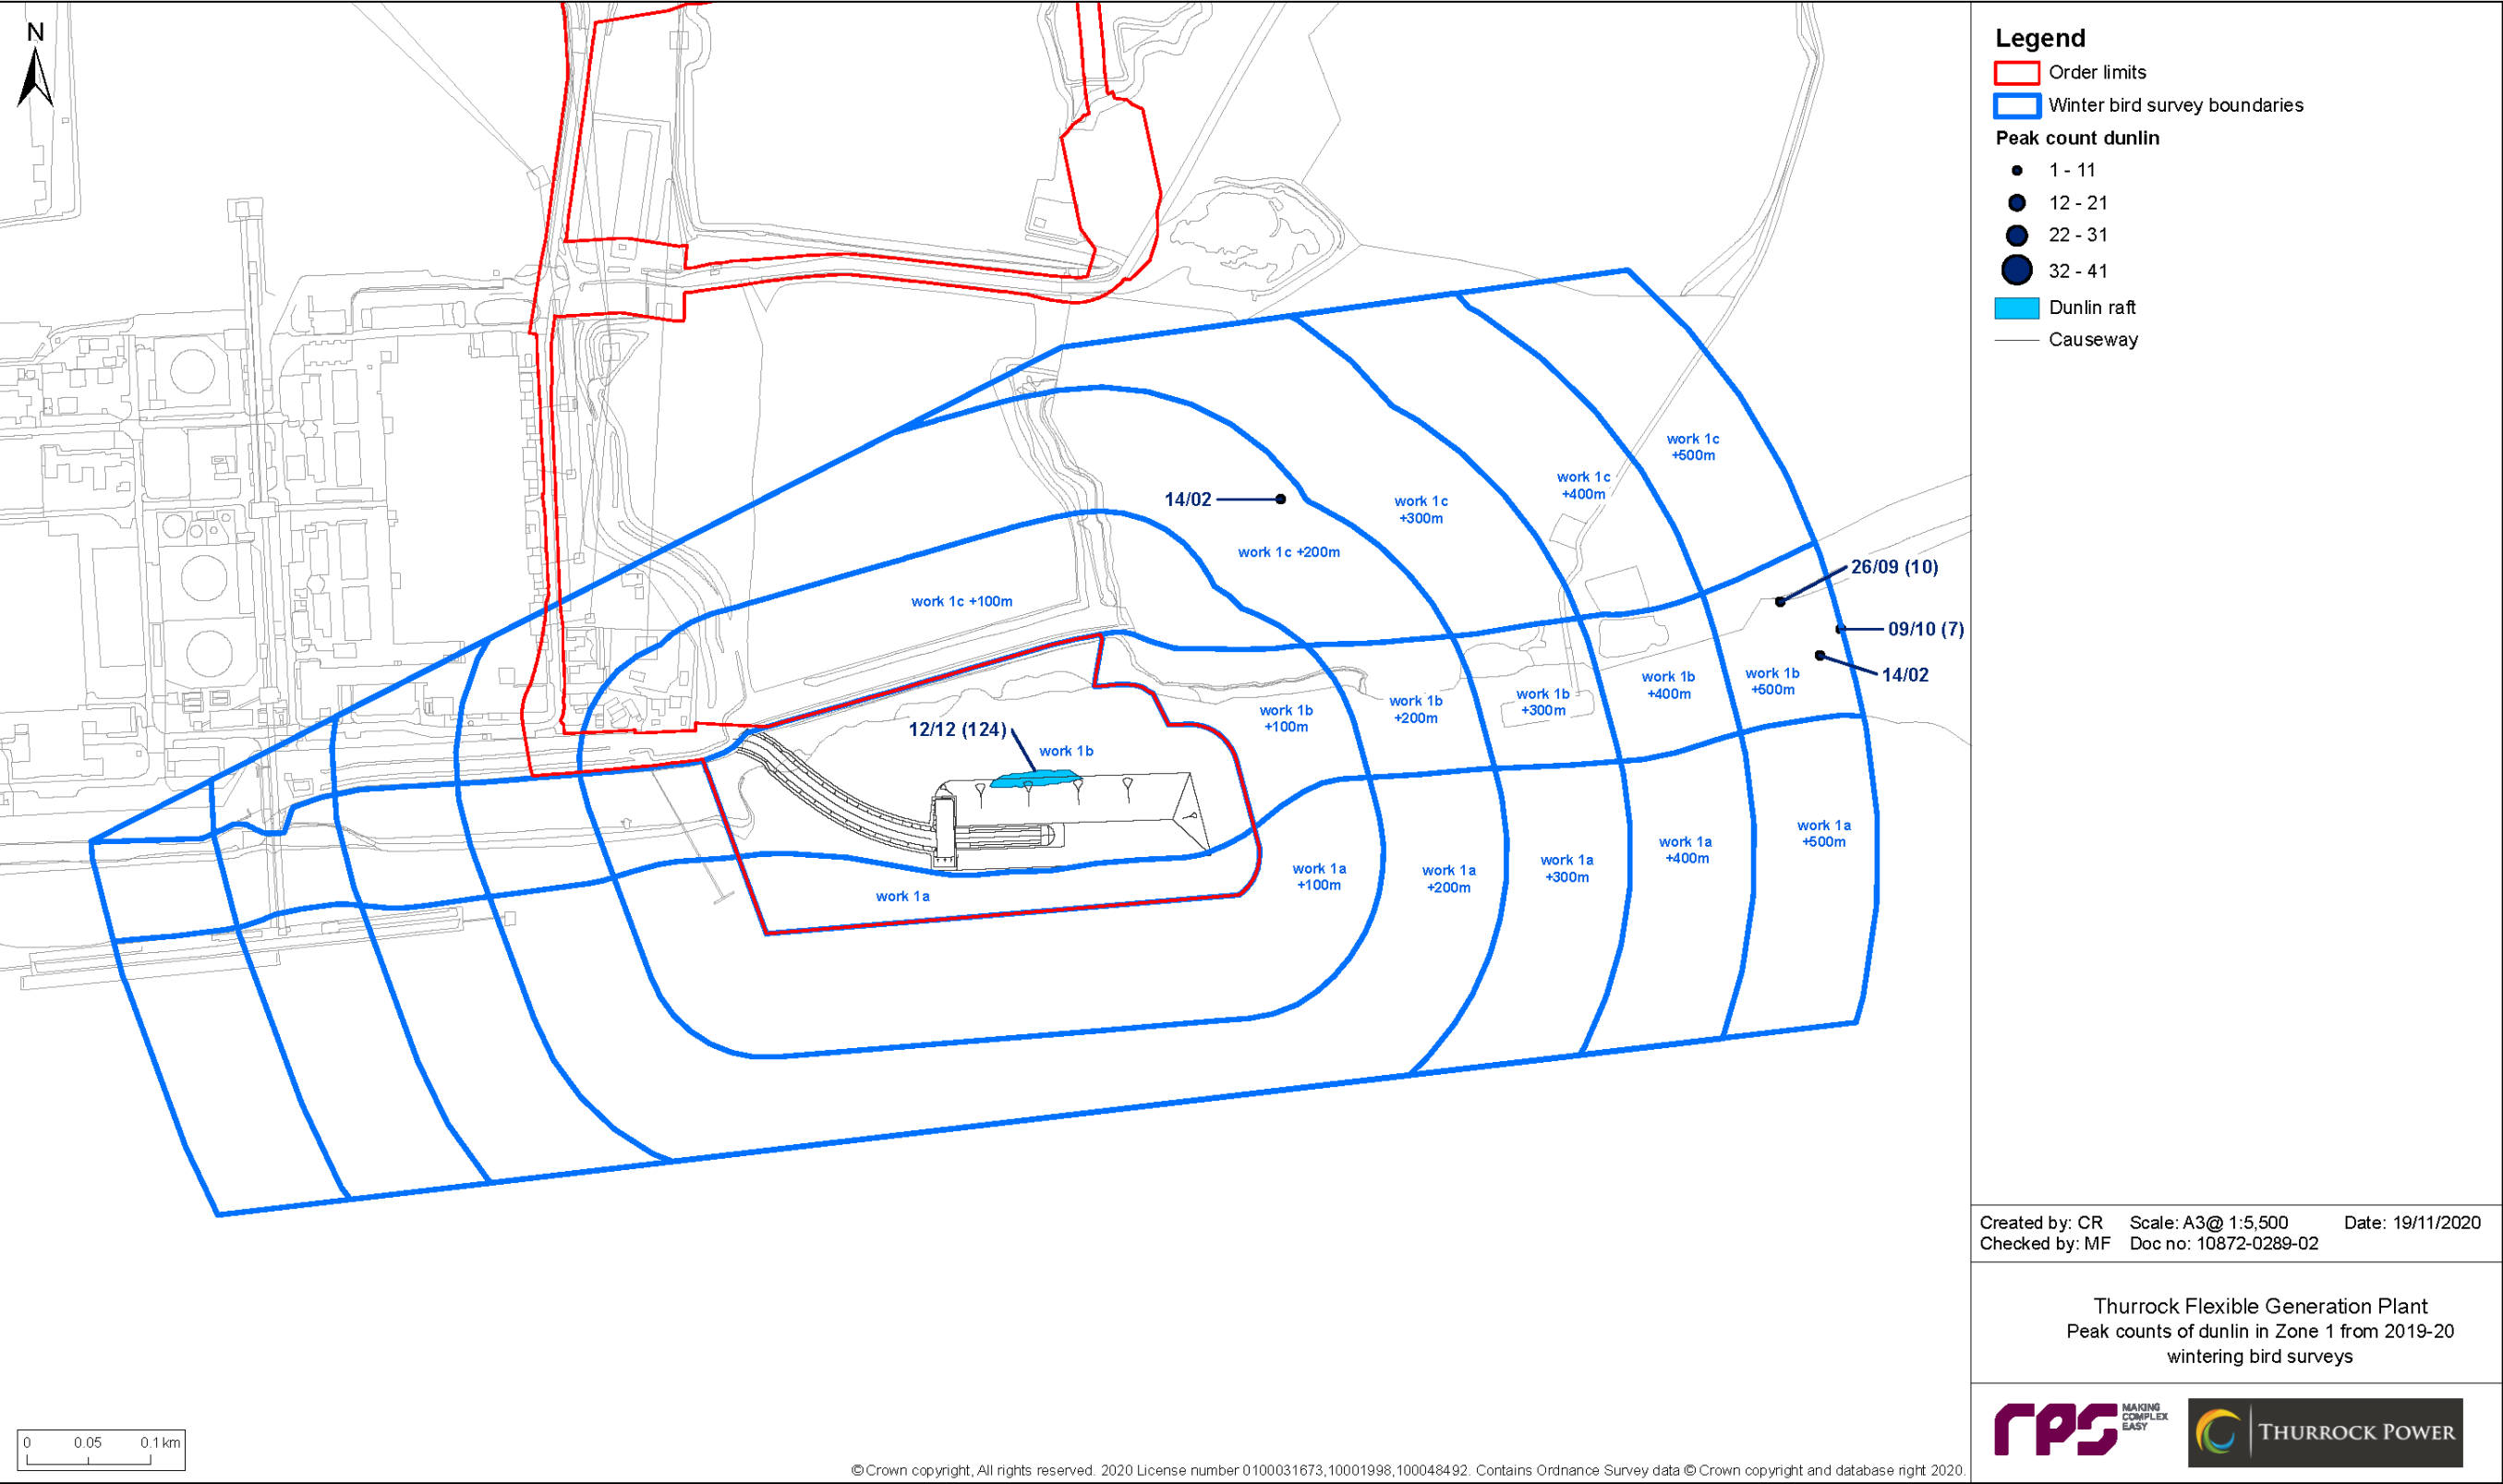 N
Legend
Order limits
Winter bird survey boundaries
Peak count dunlin
1 - 11
12 - 21
22 - 31
32 - 41
Dunlin raft
Causeway
work 1c
+500m
work 1c
+400m
work 1c
+300m
14/02
work 1c +200m
26/09 (10)
work 1c +100m
09/10 (7)
14/02
work 1b
+500m
work 1b
+400m
work 1b
+300m
work 1b
+200m
work 1b
+100m
12/12 (124)
work 1b
work 1a
+500m
work 1a
+400m
work 1a
+300m
work 1a
+200m
work 1a
+100m
work 1a
Created by: CR Scale: A3@ 1:5,500 Date: 19/11/2020
Checked by: MF Doc no: 10872-0289-02
Thurrock Flexible Generation Plant
Peak counts of dunlin in Zone 1 from 2019-20
wintering bird surveys
rps MAKING
COMPLEX
EASY
THURROCK POWER
0 0.05 0.1 km
© Crown copyright, All rights reserved. 2020 License number 0100031673,10001998,100048492. Contains Ordnance Survey data © Crown copyright and database right 2020.